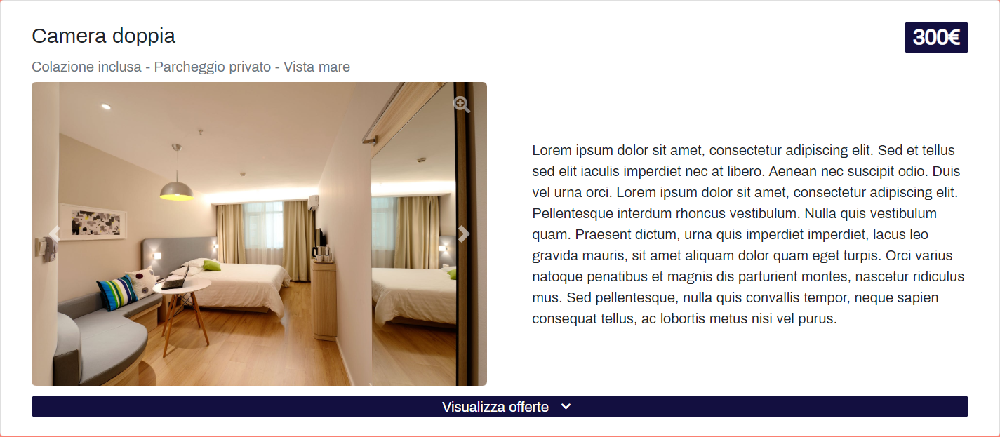 Camera doppia
300€
Colazione inclusa - Parcheggio privato - Vista mare
Lorem ipsum dolor sit amet, consectetur adipiscing elit. Sed et tellus
sed elit iaculis imperdiet nec at libero. Aenean nec suscipit odio. Duis
vel urna orci. Lorem ipsum dolor sit amet, consectetur adipiscing elit.
Pellentesque interdum rhoncus vestibulum. Nulla quis vestibulum
quam. Praesent dictum, urna quis imperdiet imperdiet, lacus leo
gravida mauris, sit amet aliquam dolor quam eget turpis. Orci varius
natoque penatibus et magnis dis parturient montes, nascetur ridiculus
mus. Sed pellentesque, nulla quis convallis tempor, neque sapien
consequat tellus, ac lobortis metus nisi vel purus.
Visualizza offerte